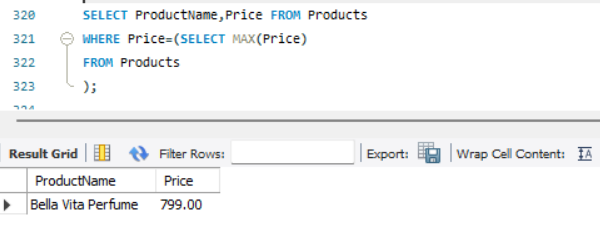 320 SELECT ProductName,Price FROM Products
321 WHERE Price=(SELECT MAX(Price)
322 FROM Products
323 );
Result Grid Filter Rows: Export: Wrap Cell Content: IA
ProductName Price
Bella Vita Perfume 799.00